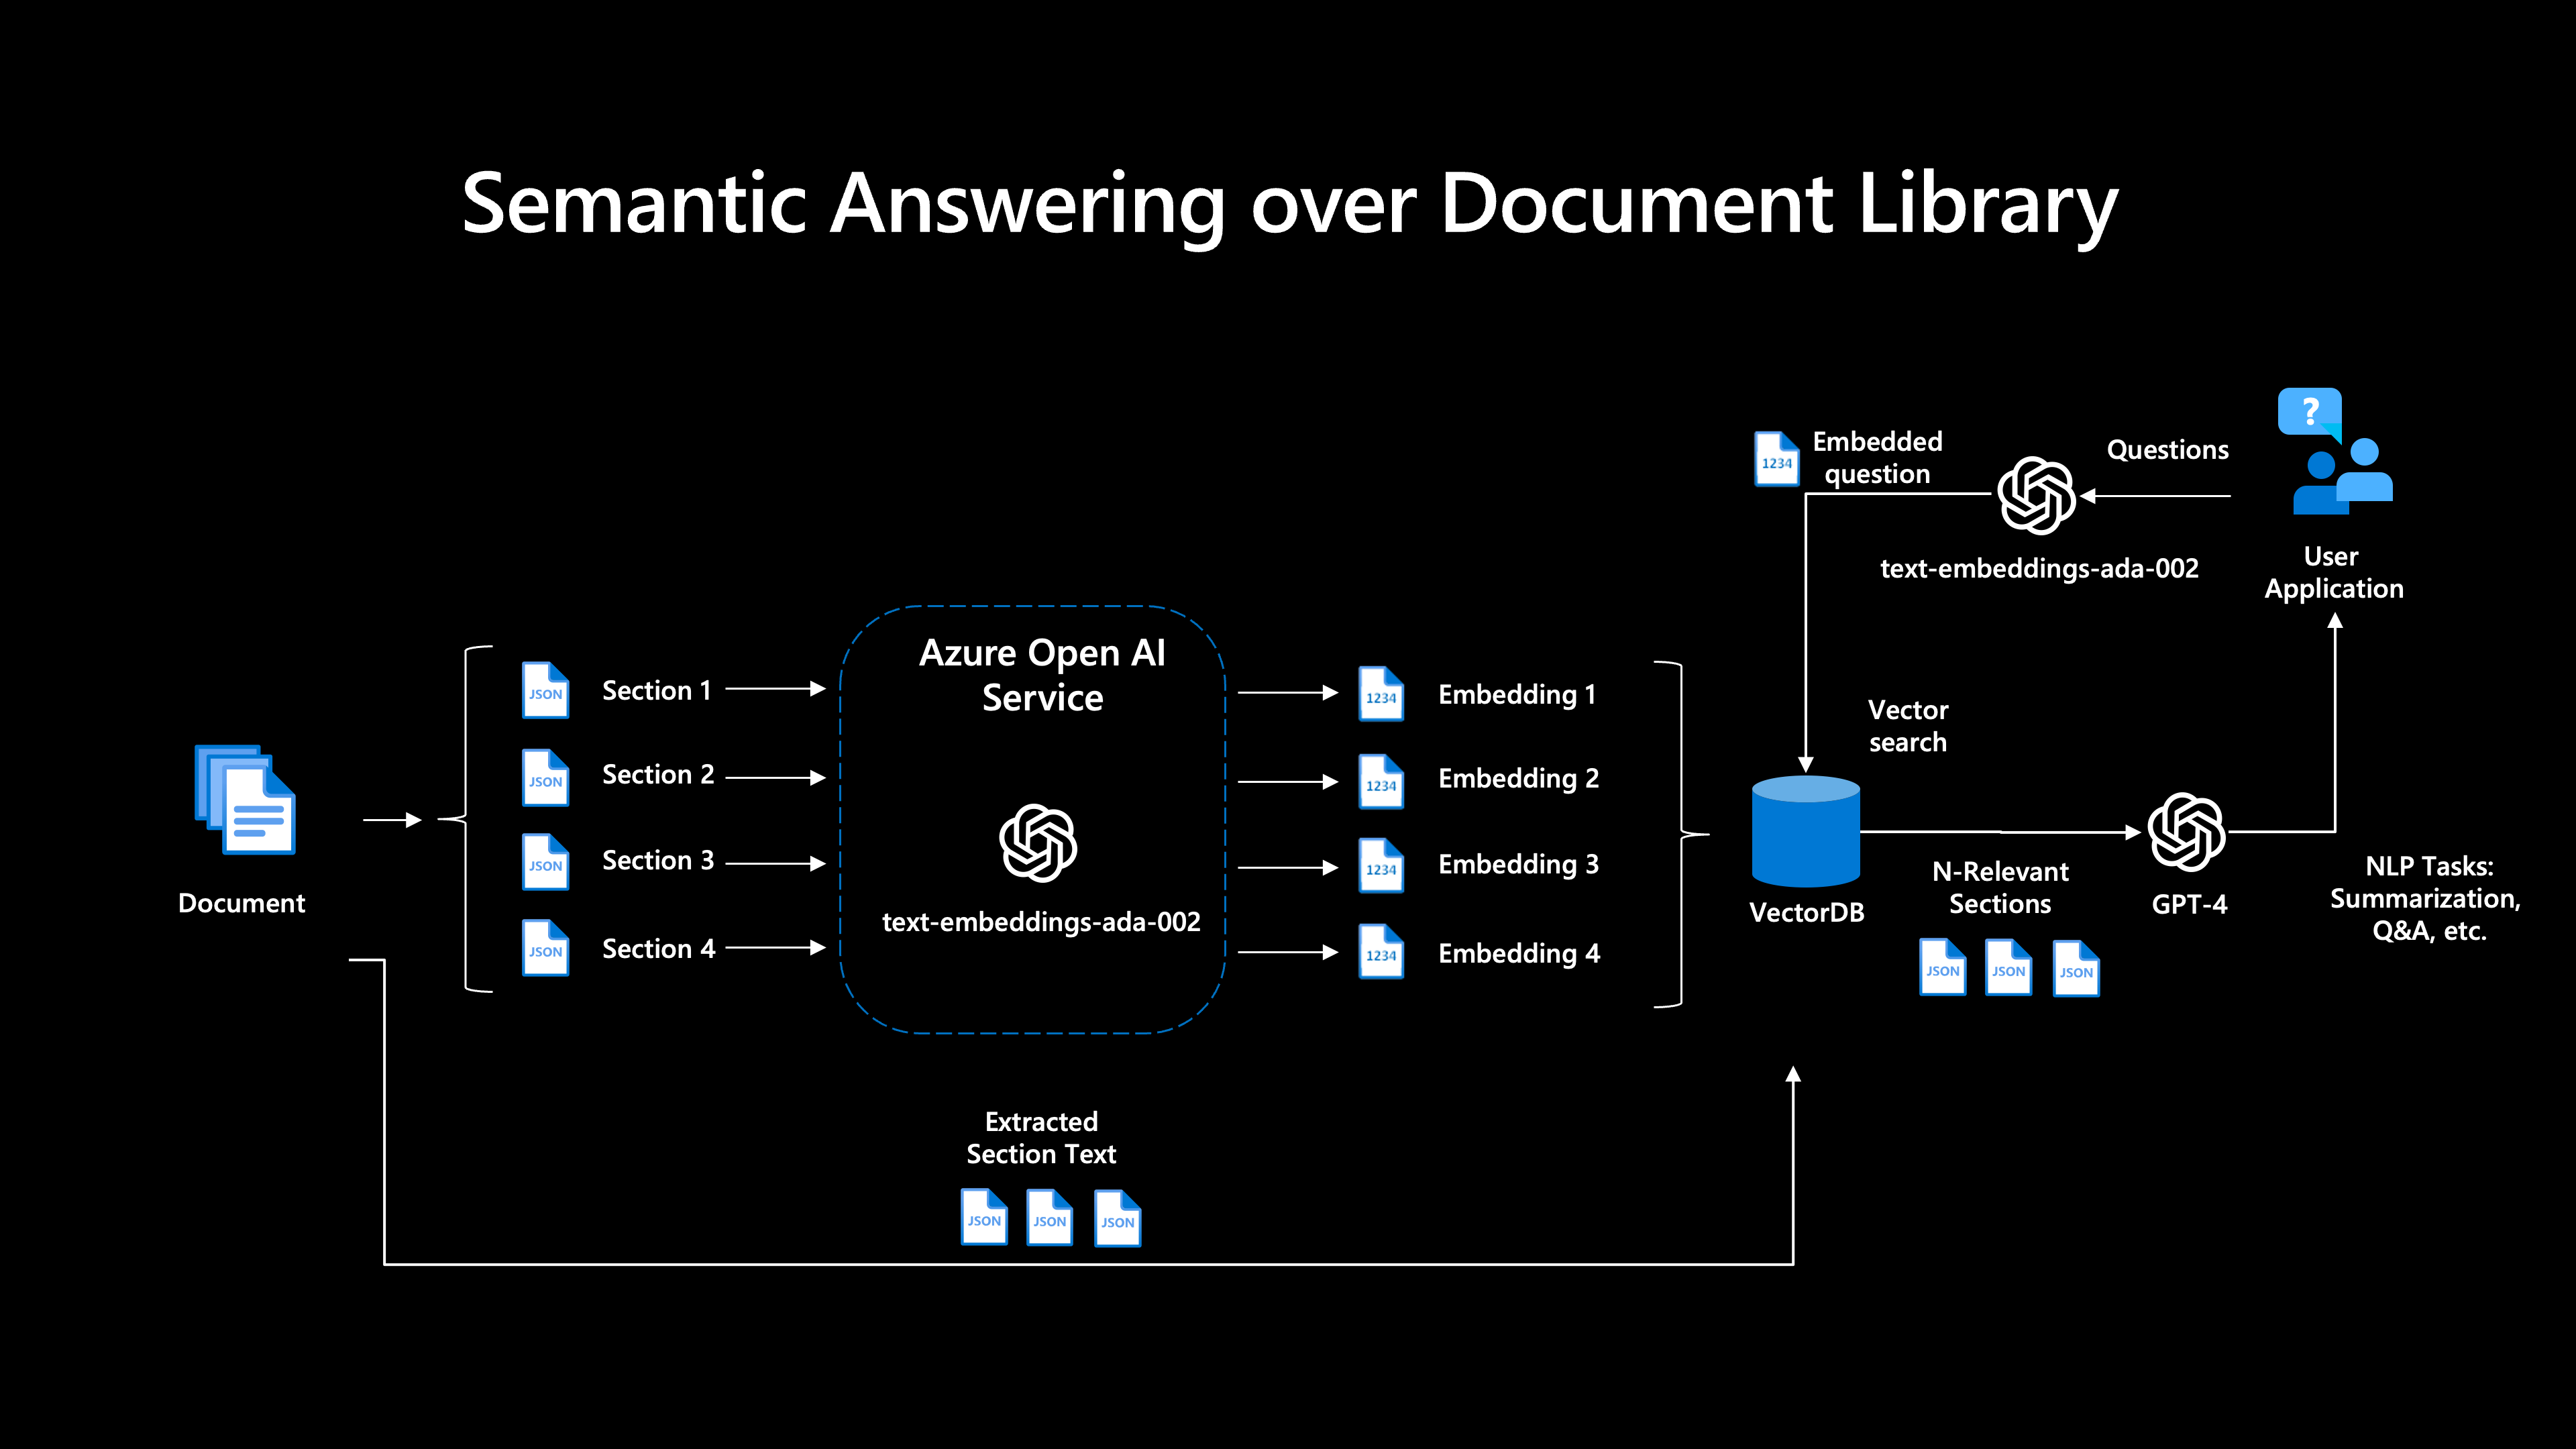 Semantic Answering over Document Library
Document
JSON
Section 1
JSON
Section 2
JSON
Section 3
JSON
Section 4
Azure Open AI
Service
text-embeddings-ada-002
1234
Embedding 1
1234
Embedding 2
1234
Embedding 3
1234
Embedding 4
Extracted
Section Text
JSON
JSON
JSON
1234
Embedded
question
Questions
?
text-embeddings-ada-002
User
Application
Vector
search
VectorDB
N-Relevant
Sections
JSON
JSON
JSON
GPT-4
NLP Tasks:
Summarization,
Q&A, etc.